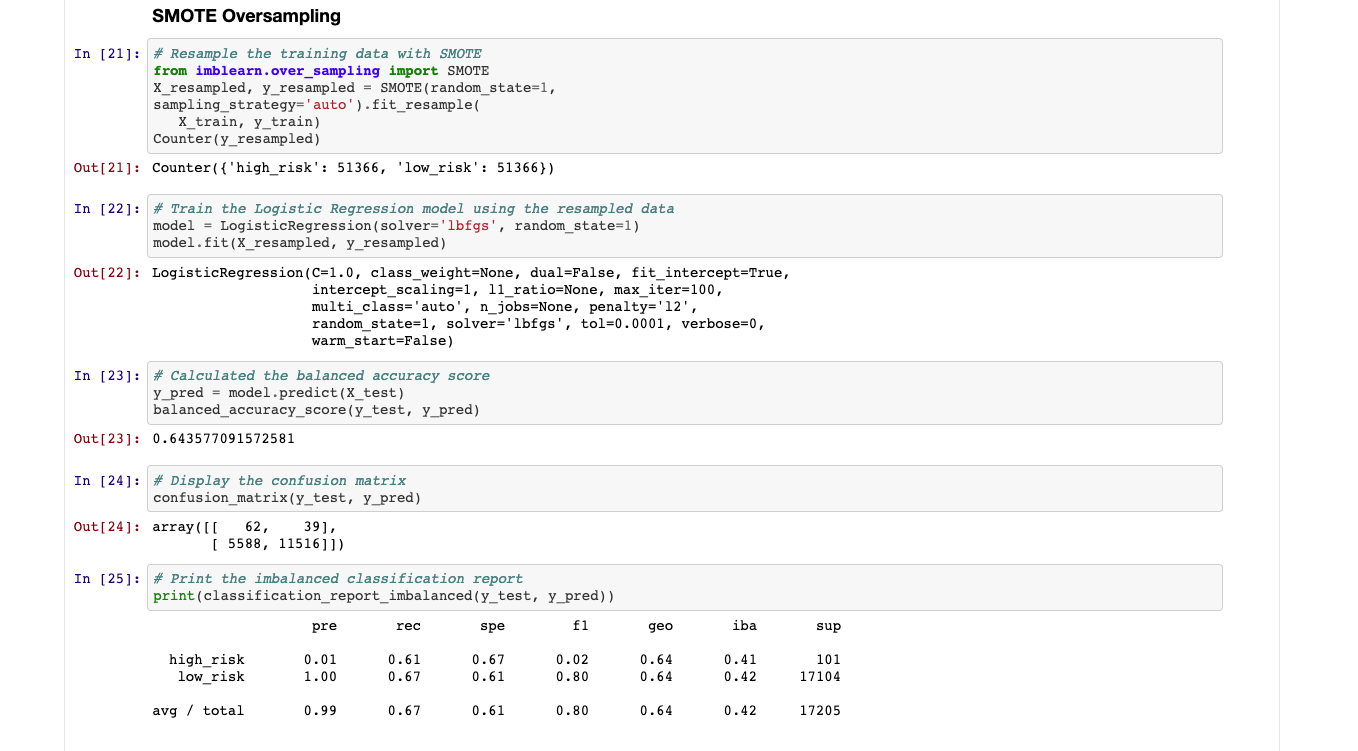 SMOTE Oversampling
In [21]: # Resample the training data with SMOTE
from imblearn.over_sampling import SMOTE
X_resampled, y_resampled = SMOTE(random_state=1,
sampling_strategy='auto').fit_resample(
   X_train, y_train)
Counter(y_resampled)
Out[21]: Counter({'high_risk': 51366, 'low_risk': 51366})
In [22]: # Train the Logistic Regression model using the resampled data
model = LogisticRegression(solver='lbfgs', random_state=1)
model.fit(X_resampled, y_resampled)
Out[22]: LogisticRegression(C=1.0, class_weight=None, dual=False, fit_intercept=True,
                   intercept_scaling=1, l1_ratio=None, max_iter=100,
                   multi_class='auto', n_jobs=None, penalty='l2',
                   random_state=1, solver='lbfgs', tol=0.0001, verbose=0,
                   warm_start=False)
In [23]: # Calculated the balanced accuracy score
y_pred = model.predict(X_test)
balanced_accuracy_score(y_test, y_pred)
Out[23]: 0.643577091572581
In [24]: # Display the confusion matrix
confusion_matrix(y_test, y_pred)
Out[24]: array([[   62,    39],
       [ 5588, 11516]])
In [25]: # Print the imbalanced classification report
print(classification_report_imbalanced(y_test, y_pred))
                   pre       rec       spe        f1       geo       iba       sup
  high_risk       0.01      0.61      0.67      0.02      0.64      0.41       101
   low_risk       1.00      0.67      0.61      0.80      0.64      0.42     17104
avg / total       0.99      0.67      0.61      0.80      0.64      0.42     17205